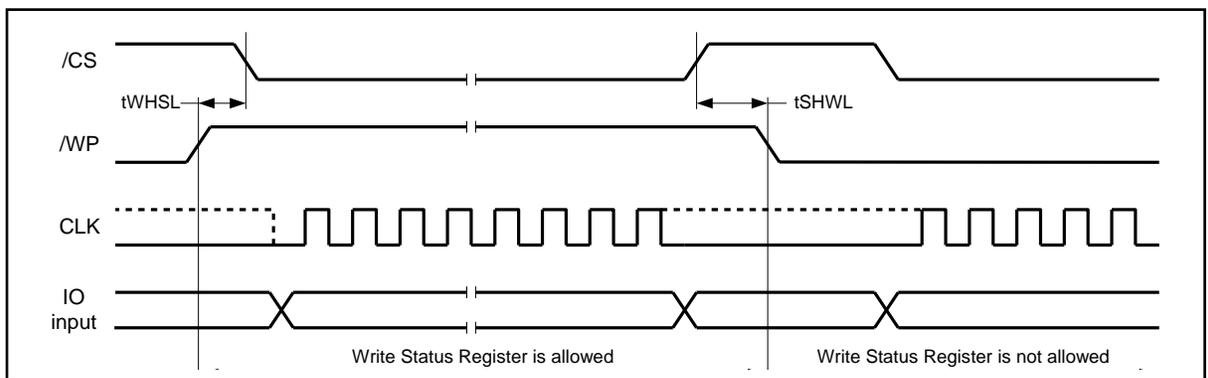 /CS
tWHSL
tSHWL
/WP
CLK
IO
input
Write Status Register is allowed
Write Status Register is not allowed